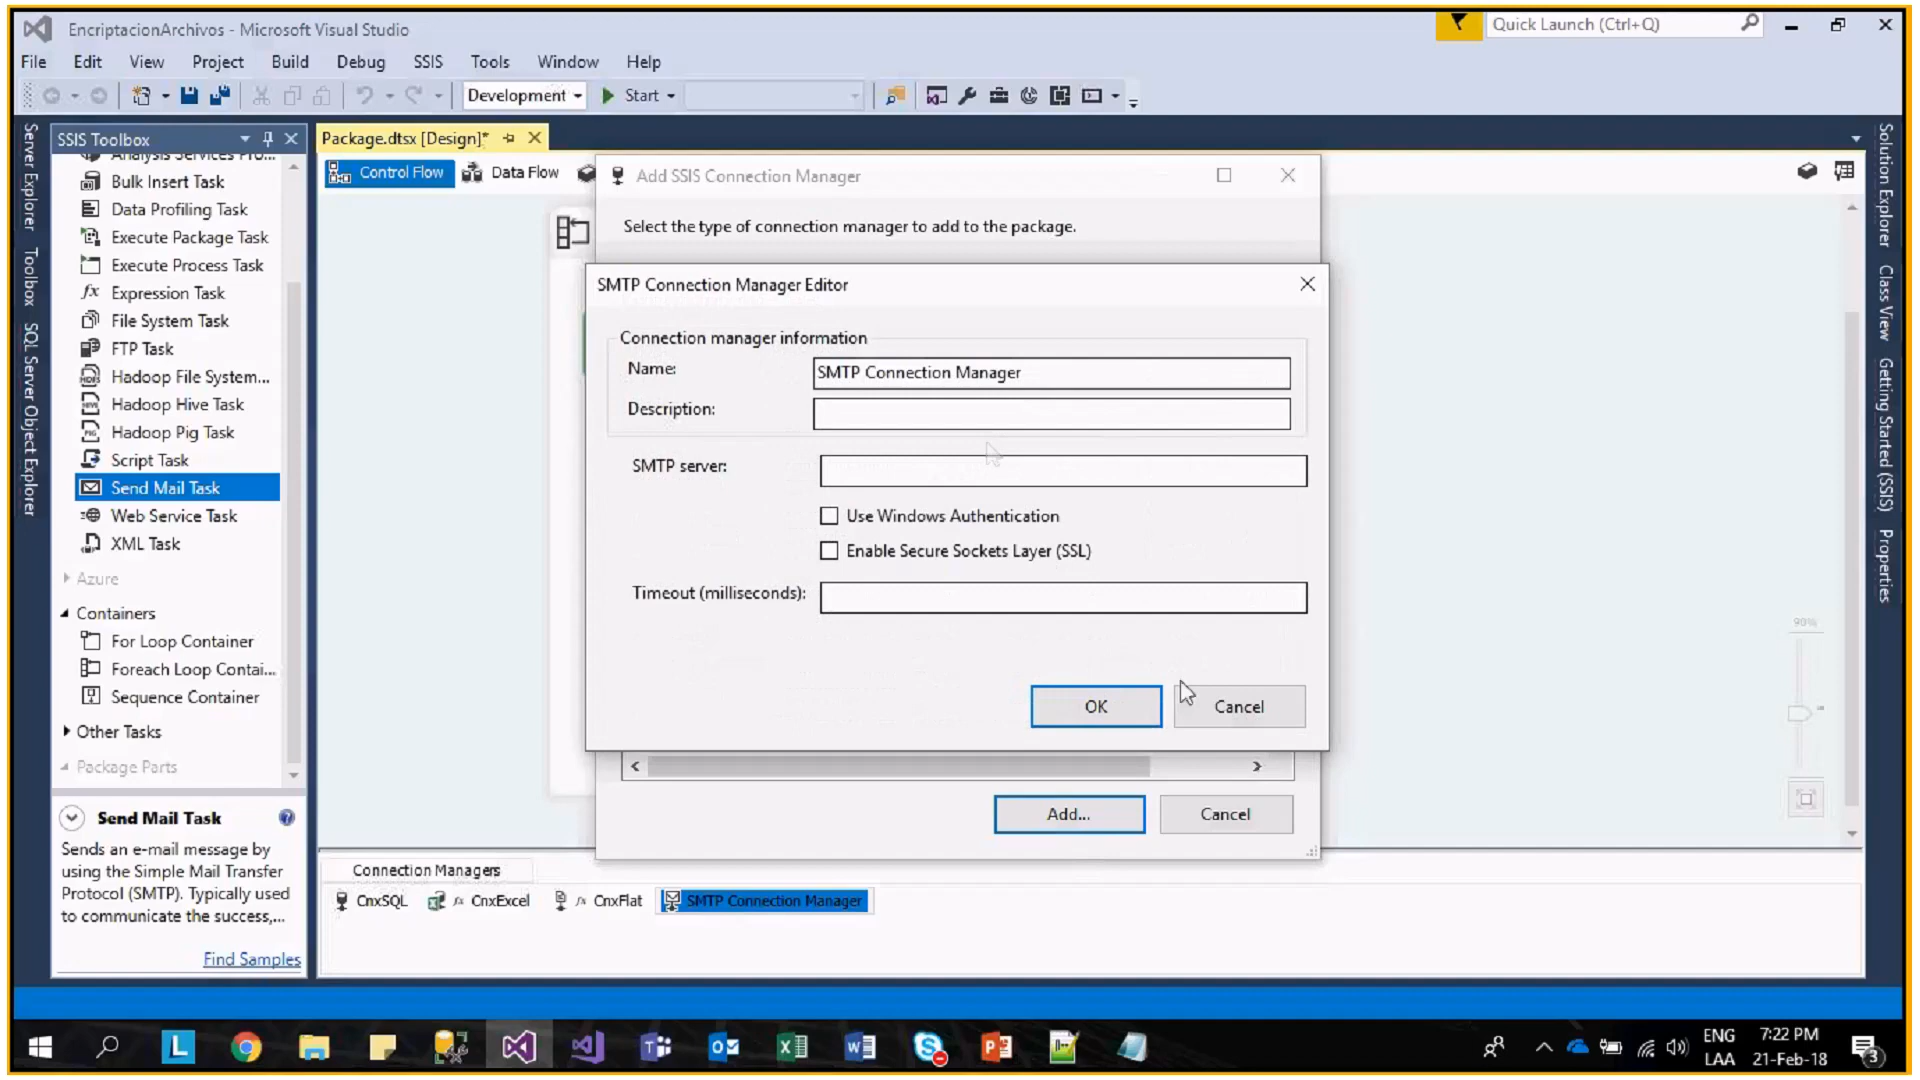 EncriptacionArchivos - Microsoft Visual Studio
Quick Launch (Ctrl+Q)
File Edit View Project Build Debug SSIS Tools Window Help
Development Start
SSIS Toolbox
Package.dtsx [Design]*
Control Flow
Data Flow
Server Explorer
Toolbox
SQL Server Object Explorer
Analysis Services Pro...
Bulk Insert Task
Data Profiling Task
Execute Package Task
Execute Process Task
fx Expression Task
File System Task
FTP Task
Hadoop File System...
Hadoop Hive Task
Hadoop Pig Task
Script Task
Send Mail Task
Web Service Task
XML Task
Azure
Containers
For Loop Container
Foreach Loop Contai...
Sequence Container
Other Tasks
Package Parts
Send Mail Task
Sends an e-mail message by
using the Simple Mail Transfer
Protocol (SMTP). Typically used
to communicate the success,...
Find Samples
Add SSIS Connection Manager
Select the type of connection manager to add to the package.
SMTP Connection Manager Editor
Connection manager information
Name:
SMTP Connection Manager
Description:
SMTP server:
Use Windows Authentication
Enable Secure Sockets Layer (SSL)
Timeout (milliseconds):
OK
Cancel
Add...
Cancel
90%
Connection Managers
CnxSQL
fx CnxExcel
fx CnxFlat
SMTP Connection Manager
Solution Explorer
Class View
Getting Started (SSIS)
Properties
ENG
LAA
7:22 PM
21-Feb-18
3